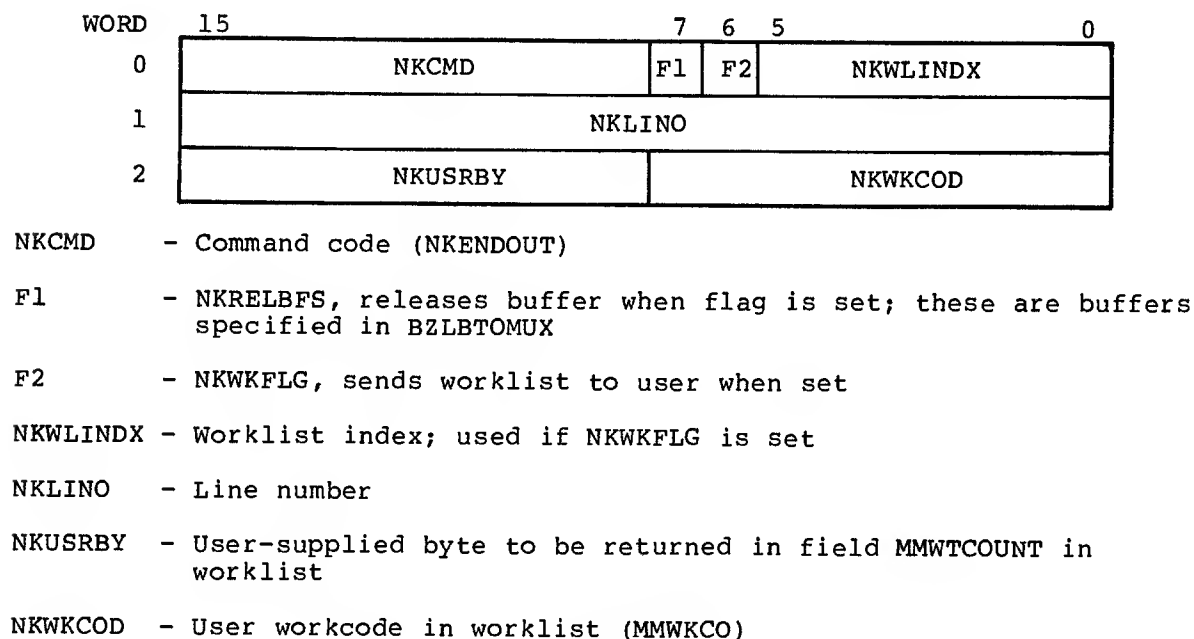 WORD 15 7 6 5 0
0 NKCMD F1 F2 NKWLINDX
1 NKLINO
2 NKUSRBY NKWKCOD
NKCMD - Command code (NKENDOUT)
F1 - NKRELBFS, releases buffer when flag is set; these are buffers
specified in BZLBTOMUX
F2 - NKWKFLG, sends worklist to user when set
NKWLINDX - Worklist index; used if NKWKFLG is set
NKLINO - Line number
NKUSRBY - User-supplied byte to be returned in field MMWTCOUNT in
worklist
NKWKCOD - User workcode in worklist (MMWKCO)